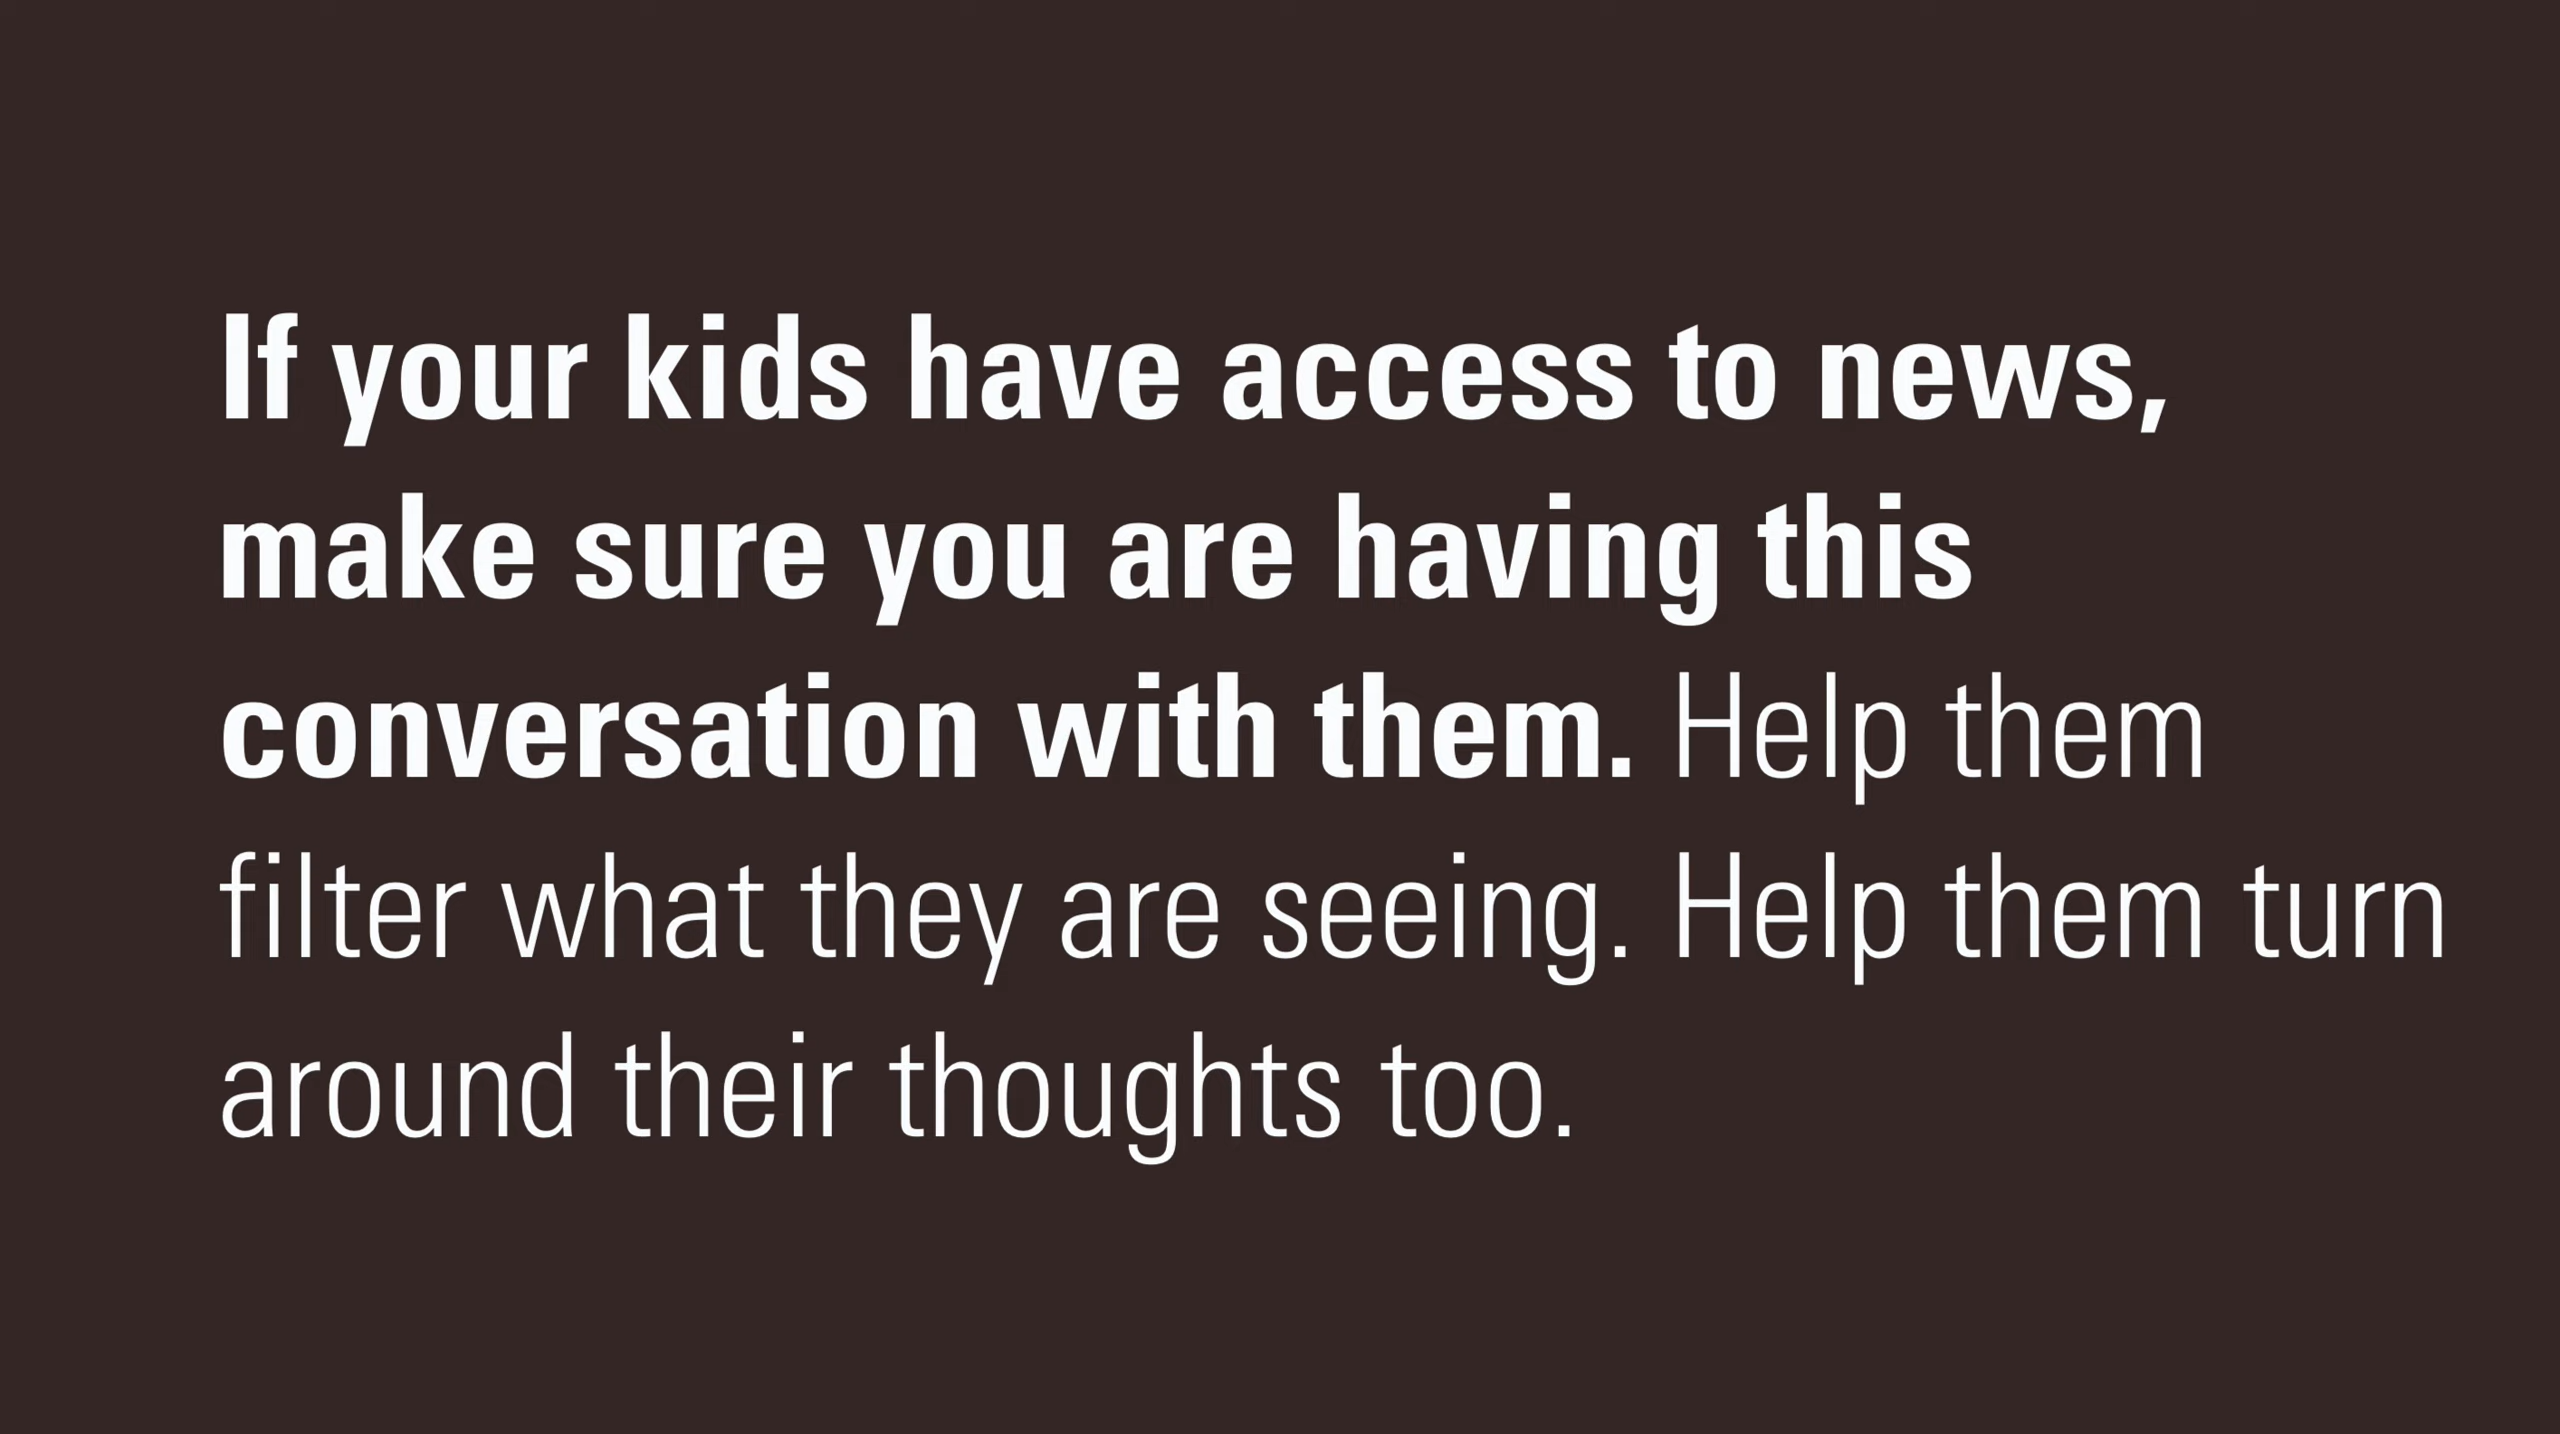 If your kids have access to news,
make sure you are having this
conversation with them. Help them
filter what they are seeing. Help them turn
around their thoughts too.